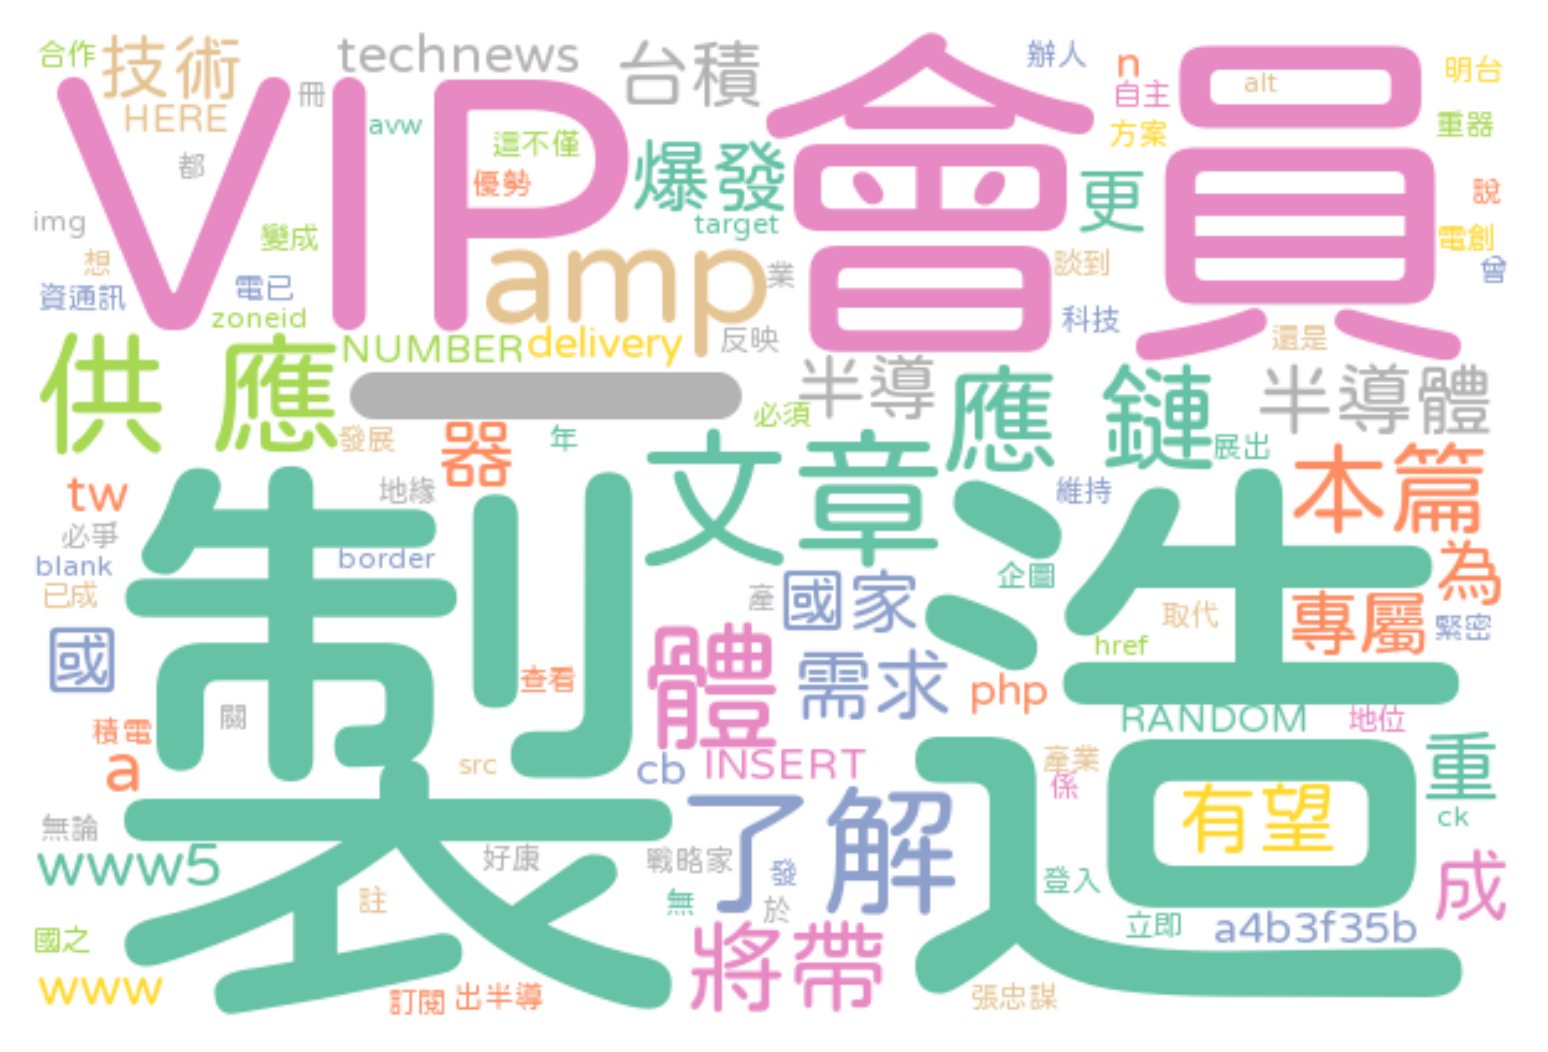 合作
技術
technews
台積
辦人
n
自主
alt
明台
HERE
冊
avw
VIP
會員
這不僅
優勢
爆發
更
方案
重器
都
說
img
變成
target
電創
想
電已
amp
業
談到
曾
資通訊
zoneid
科技
NUMBER
delivery
反映
還是
供 應
一
半導
應 鏈
半導體
發展
必須
器
年
展出
本篇
tw
地緣
文章
維持
必爭
製造
blank
border
企圖
為
已成
產
國家
取代
專屬
緊密
國
href
體
需求
查看
php
關
RANDOM
地位
積電
a
src
cb
INSERT
產業
係
重
有望
ck
無論
了解
www5
好康
戰略家
發
登入
成
註
無
於
立即
a4b3f35b
國之
將帶
www
訂閱
出半導
張忠謀